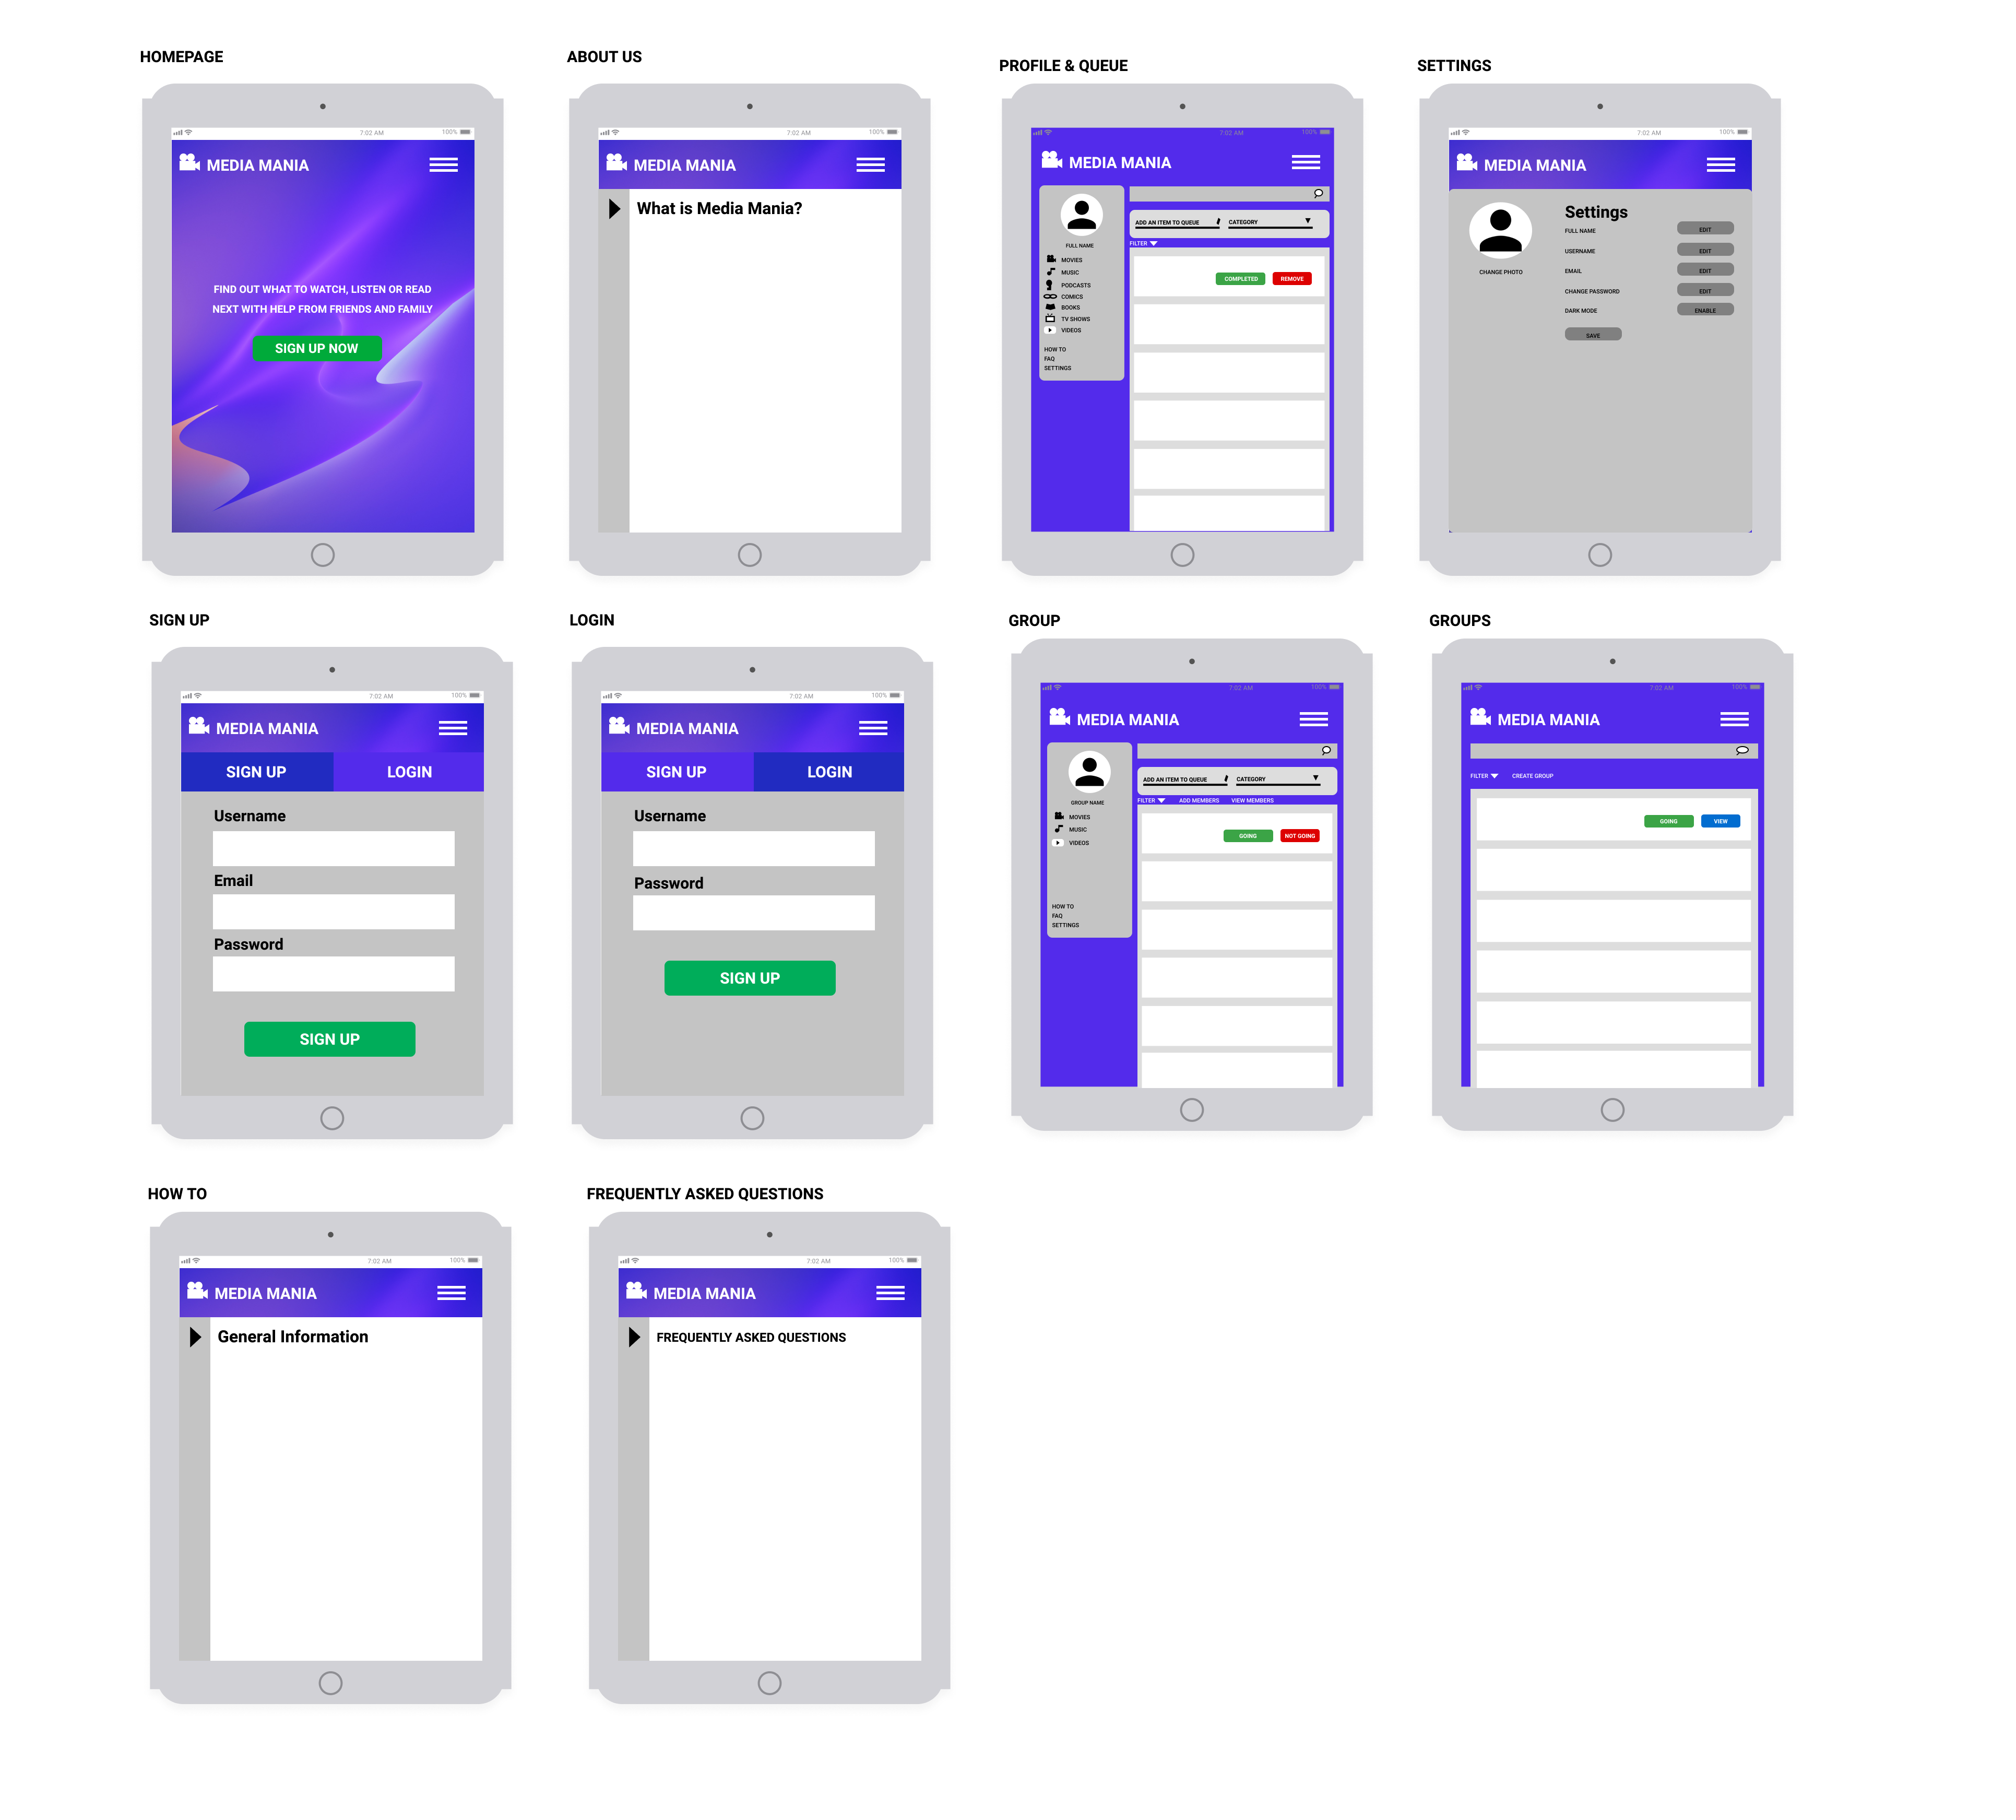 HOMEPAGE
7:02 AM 100%
MEDIA MANIA
FIND OUT WHAT TO WATCH, LISTEN OR READ
NEXT WITH HELP FROM FRIENDS AND FAMILY
SIGN UP NOW
ABOUT US
7:02 AM 100%
MEDIA MANIA
What is Media Mania?
PROFILE & QUEUE
7:02 AM 100%
MEDIA MANIA
FULL NAME
MOVIES
MUSIC
PODCASTS
COMICS
BOOKS
TV SHOWS
VIDEOS
HOW TO
FAQ
SETTINGS
ADD AN ITEM TO QUEUE CATEGORY
FILTER
COMPLETED REMOVE
SETTINGS
7:02 AM 100%
MEDIA MANIA
CHANGE PHOTO
Settings
FULL NAME EDIT
USERNAME EDIT
EMAIL EDIT
CHANGE PASSWORD EDIT
DARK MODE ENABLE
SAVE
SIGN UP
7:02 AM 100%
MEDIA MANIA
SIGN UP LOGIN
Username
Email
Password
SIGN UP
LOGIN
7:02 AM 100%
MEDIA MANIA
SIGN UP LOGIN
Username
Password
SIGN UP
GROUP
7:02 AM 100%
MEDIA MANIA
GROUP NAME
MOVIES
MUSIC
VIDEOS
HOW TO
FAQ
SETTINGS
ADD AN ITEM TO QUEUE CATEGORY
FILTER ADD MEMBERS VIEW MEMBERS
GOING NOT GOING
GROUPS
7:02 AM 100%
MEDIA MANIA
FILTER CREATE GROUP
GOING VIEW
HOW TO
7:02 AM 100%
MEDIA MANIA
General Information
FREQUENTLY ASKED QUESTIONS
7:02 AM 100%
MEDIA MANIA
FREQUENTLY ASKED QUESTIONS